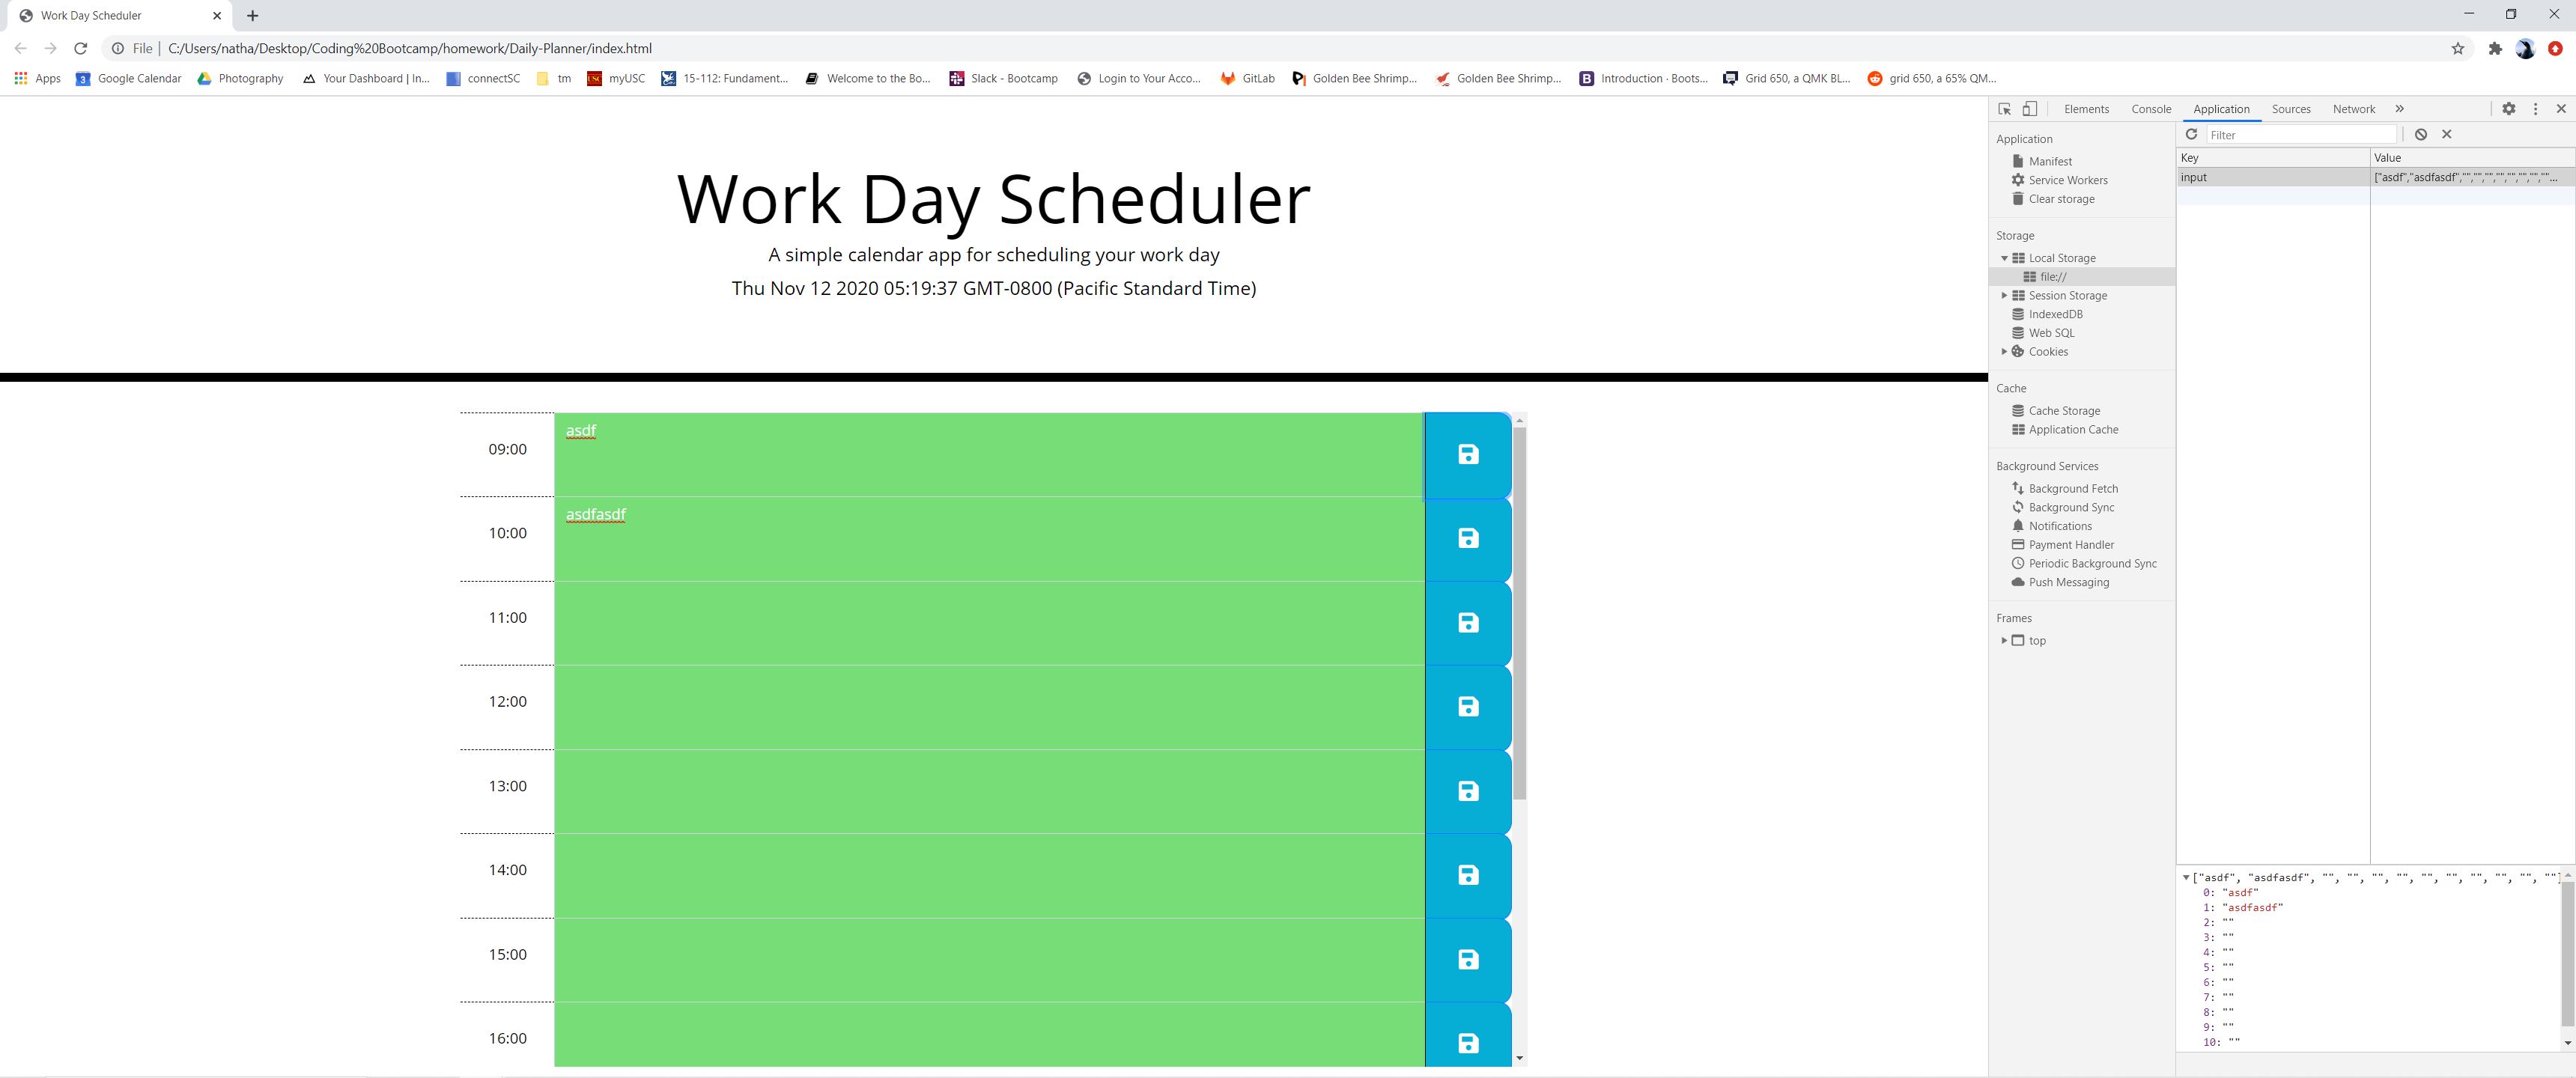 Work Day Scheduler
File | C:/Users/natha/Desktop/Coding%20Bootcamp/homework/Daily-Planner/index.html
Apps Google Calendar Photography Your Dashboard | In... connectSC tm myUSC 15-112: Fundament... Welcome to the Bo... Slack - Bootcamp Login to Your Acco... GitLab Golden Bee Shrimp... Golden Bee Shrimp... Introduction · Boots... Grid 650, a QMK BL... grid 650, a 65% QM...
Work Day Scheduler
A simple calendar app for scheduling your work day
Thu Nov 12 2020 05:19:37 GMT-0800 (Pacific Standard Time)
09:00 asdf
10:00 asdfasdf
11:00
12:00
13:00
14:00
15:00
16:00
Elements Console Application Sources Network
Application
Manifest
Service Workers
Clear storage
Storage
Local Storage
file://
Session Storage
IndexedDB
Web SQL
Cookies
Cache
Cache Storage
Application Cache
Background Services
Background Fetch
Background Sync
Notifications
Payment Handler
Periodic Background Sync
Push Messaging
Frames
top
Filter
Key Value
input ["asdf","asdfasdf","","","","","","","",""...
["asdf", "asdfasdf", "", "", "", "", "", "", "", "", "", ""]
0: "asdf"
1: "asdfasdf"
2: ""
3: ""
4: ""
5: ""
6: ""
7: ""
8: ""
9: ""
10: ""